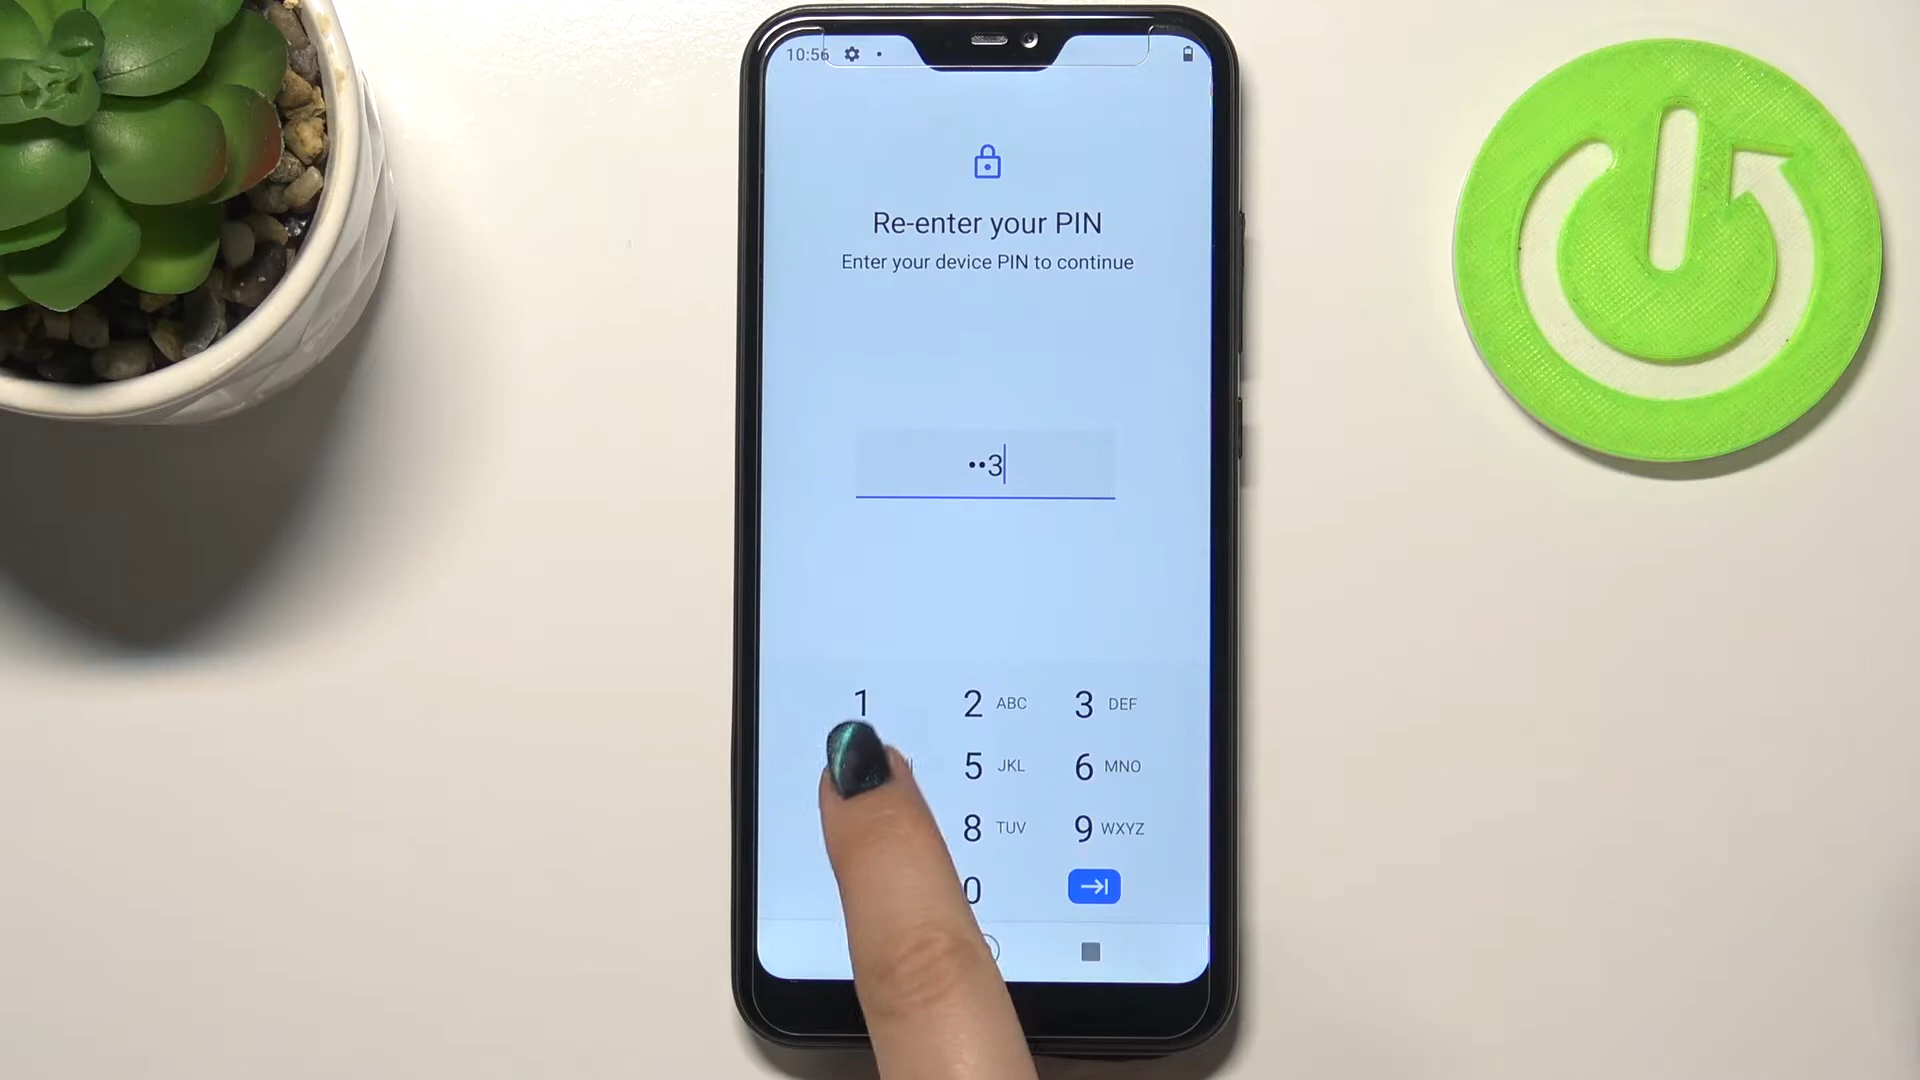 10:56
Re-enter your PIN
Enter your device PIN to continue
••3
1
2 ABC 3 DEF
5 JKL 6 MNO
8 TUV 9 WXYZ
0